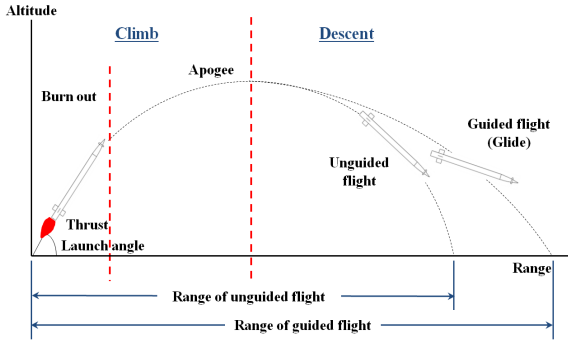 Altitude
Climb
Descent
Apogee
Burn out
Guided flight
(Glide)
Unguided
flight
Thrust
Launch angle
Range
Range of unguided flight
Range of guided flight